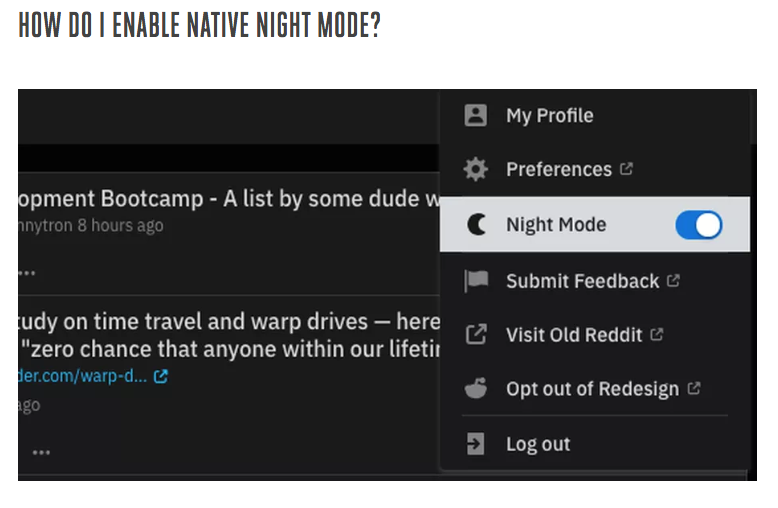 HOW DO I ENABLE NATIVE NIGHT MODE?
My Profile
Preferences
opment Bootcamp - A list by some dude w
nnytron 8 hours ago
Night Mode
...
Submit Feedback
tudy on time travel and warp drives — here
"zero chance that anyone within our lifetir
Visit Old Reddit
der.com/warp-d...
Opt out of Redesign
ago
...
Log out